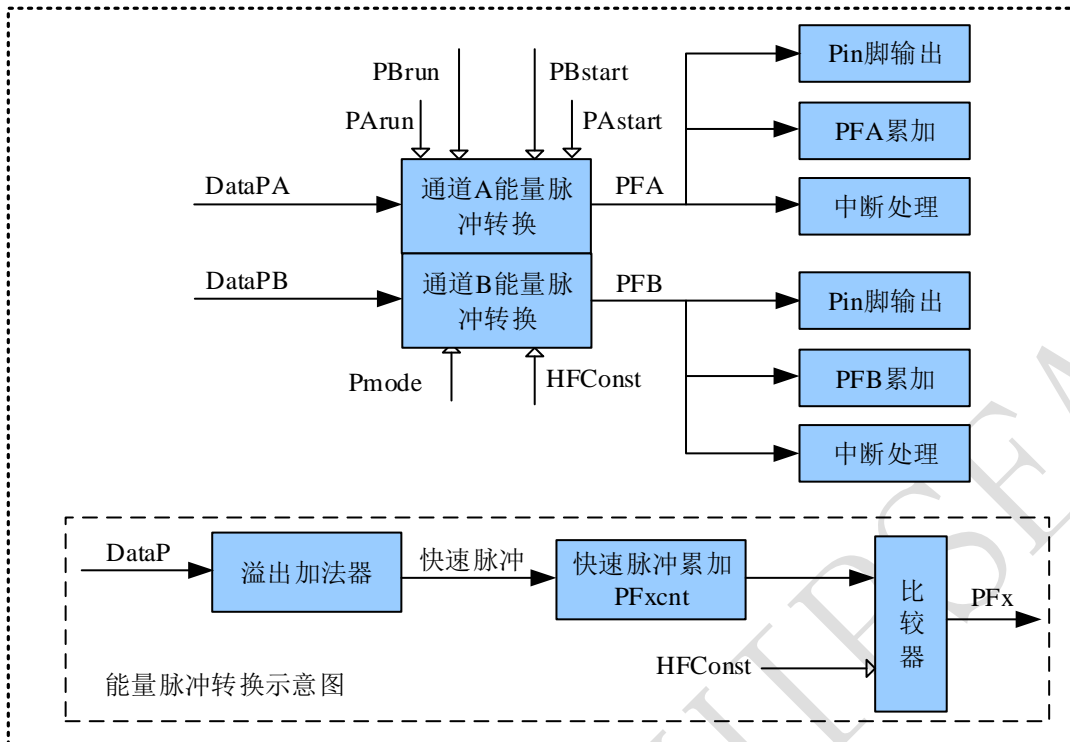 Pin脚输出
PBrun
PBstart
PArun
PAstart
PFA累加
DataPA
通道A能量脉
冲转换
PFA
中断处理
DataPB
通道B能量脉
冲转换
PFB
Pin脚输出
Pmode
HFConst
PFB累加
中断处理
DataP
溢出加法器
快速脉冲
快速脉冲累加
PFxcnt
比
较
器
PFx
HFConst
能量脉冲转换示意图